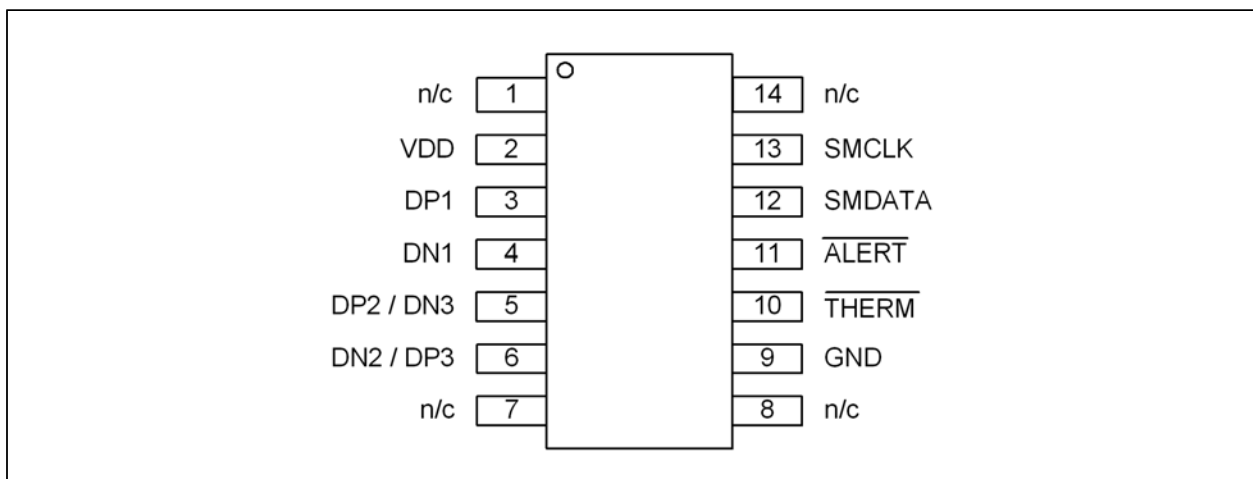 n/c 1 14 n/c
VDD 2 13 SMCLK
DP1 3 12 SMDATA
DN1 4 11 ALERT
DP2 / DN3 5 10 THERM
DN2 / DP3 6 9 GND
n/c 7 8 n/c